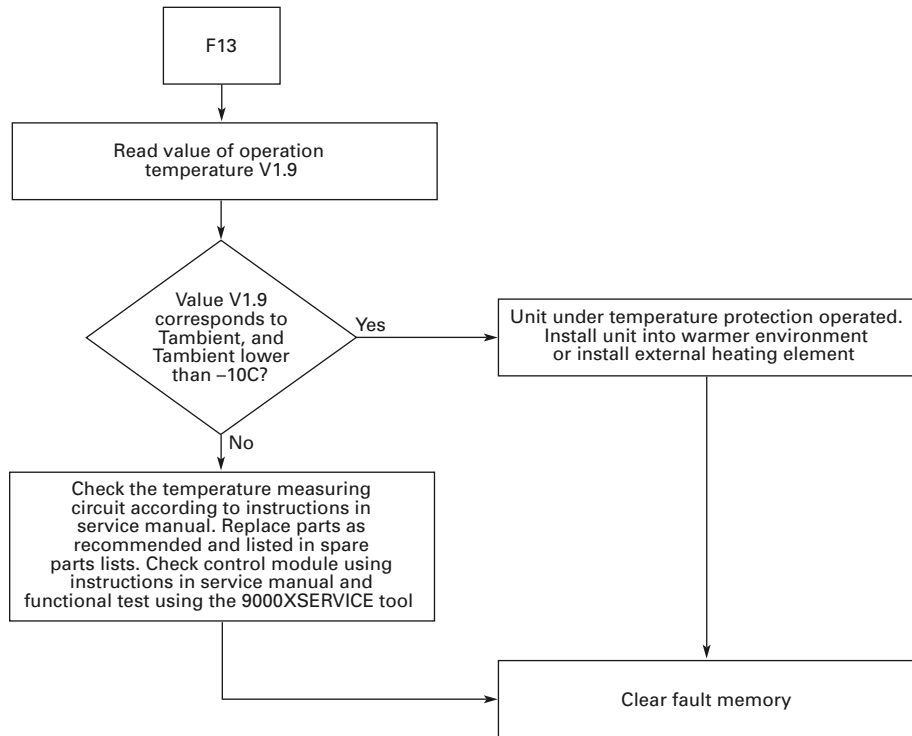 F13
Read value of operation
temperature V1.9
Value V1.9
corresponds to
Tambient, and
Tambient lower
than –10C?
Yes
Unit under temperature protection operated.
Install unit into warmer environment
or install external heating element
No
Check the temperature measuring
circuit according to instructions in
service manual. Replace parts as
recommended and listed in spare
parts lists. Check control module using
instructions in service manual and
functional test using the 9000XSERVICE tool
Clear fault memory